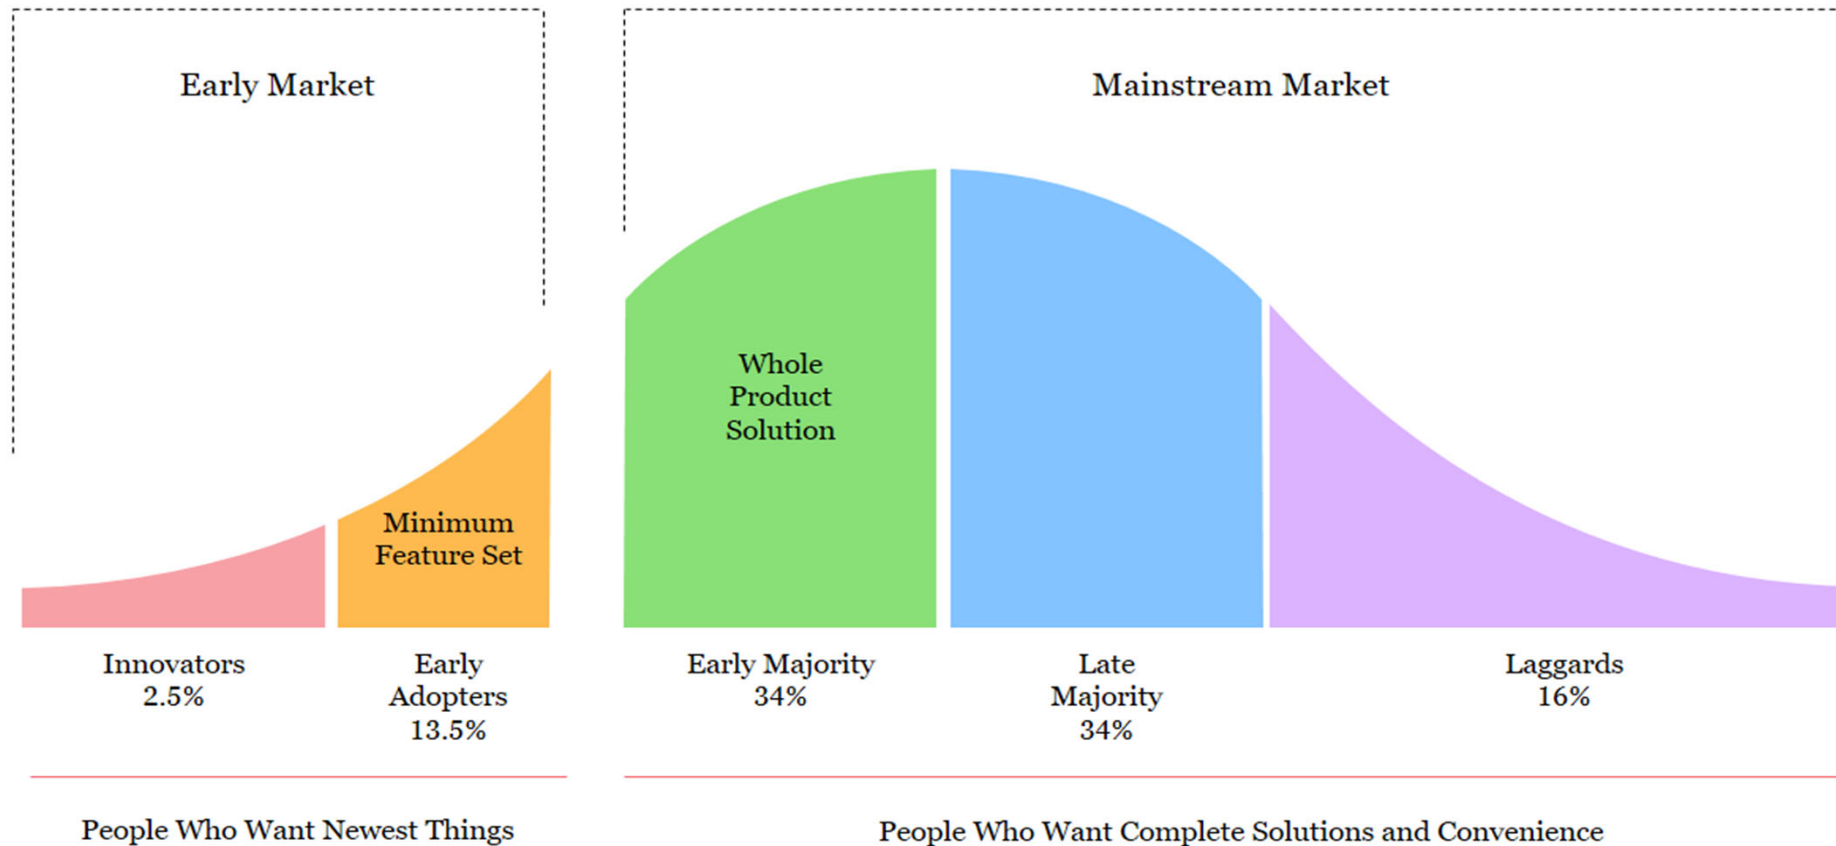 Early Market
Mainstream Market
Whole
Product
Solution
Minimum
Feature Set
Innovators
2.5%
Early
Adopters
13.5%
Early Majority
34%
Late
Majority
34%
Laggards
16%
People Who Want Newest Things
People Who Want Complete Solutions and Convenience